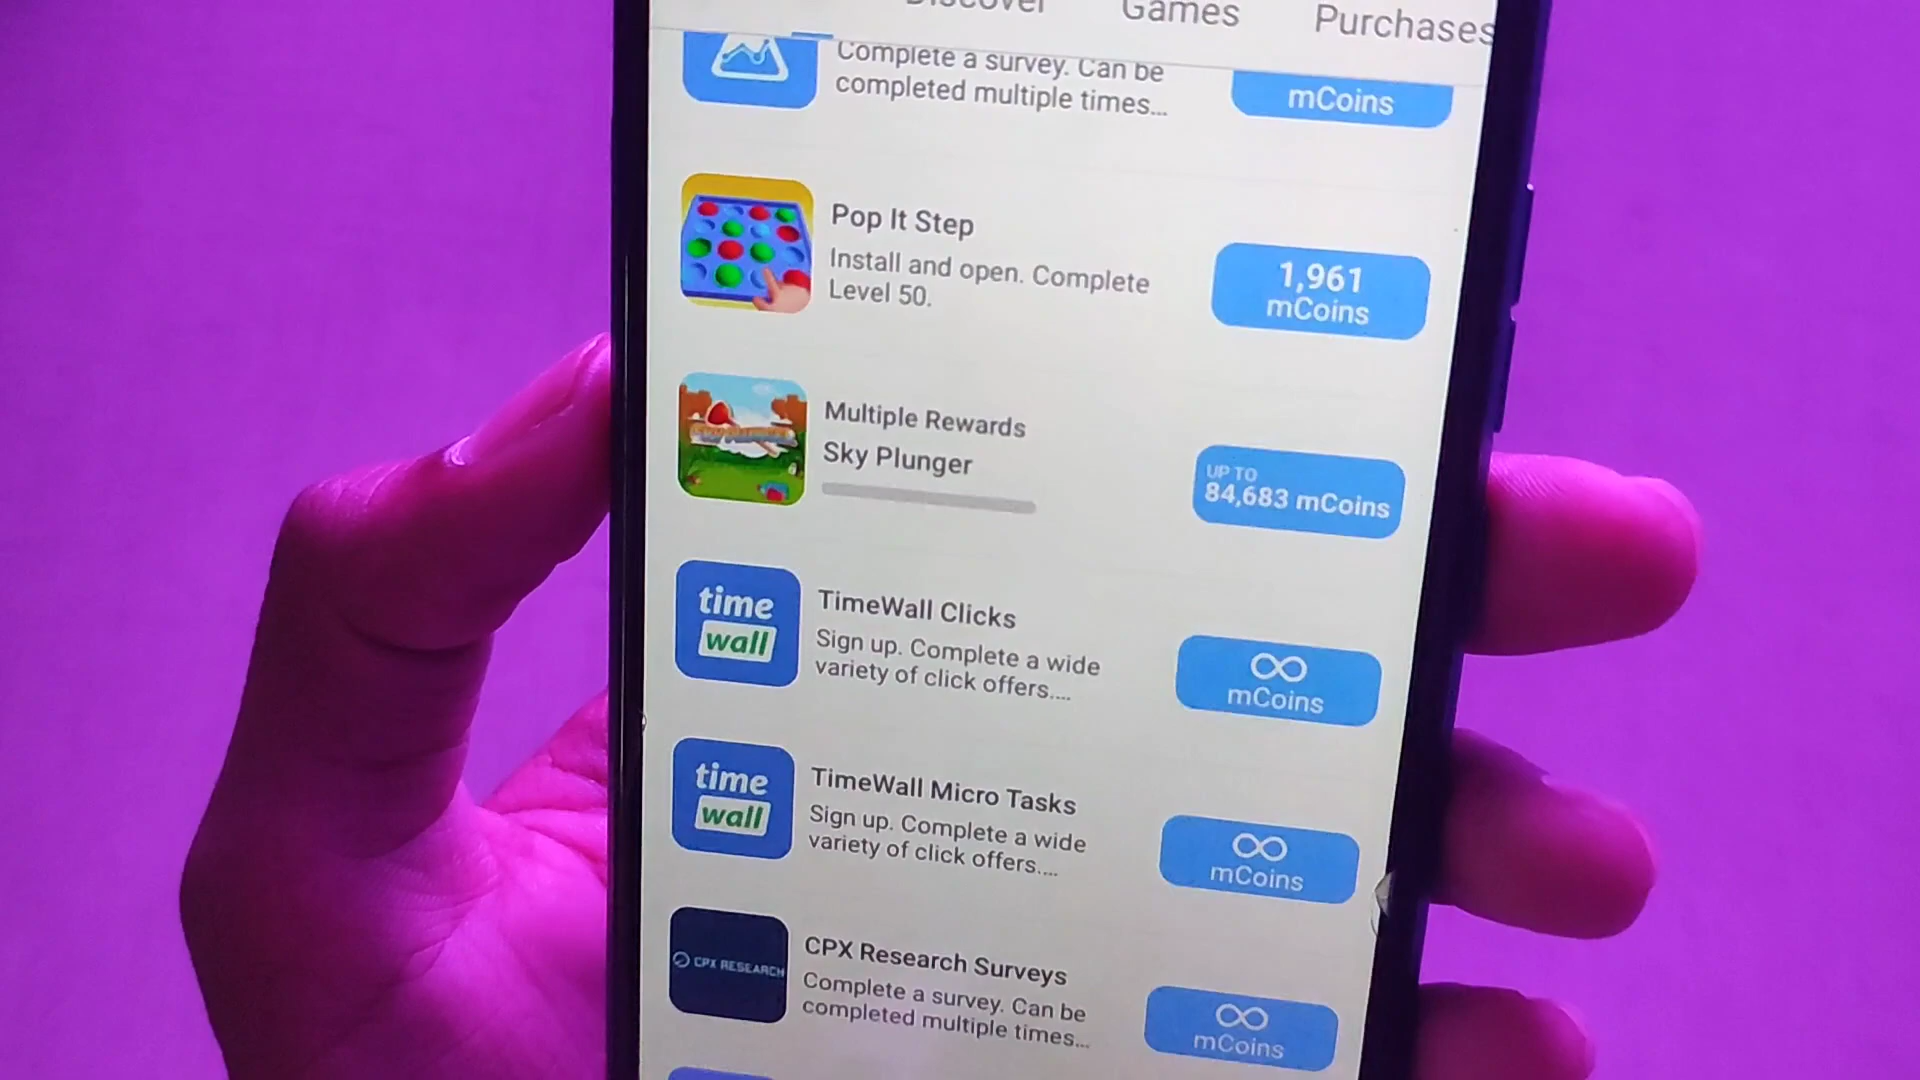 Discover Games Purchases
Complete a survey. Can be
completed multiple times...
mCoins
Pop It Step
Install and open. Complete
Level 50.
1,961
mCoins
Multiple Rewards
Sky Plunger
UP TO
84,683 mCoins
time
wall
TimeWall Clicks
Sign up. Complete a wide
variety of click offers....
∞
mCoins
time
wall
TimeWall Micro Tasks
Sign up. Complete a wide
variety of click offers....
∞
mCoins
CPX RESEARCH
CPX Research Surveys
Complete a survey. Can be
completed multiple times...
∞
mCoins